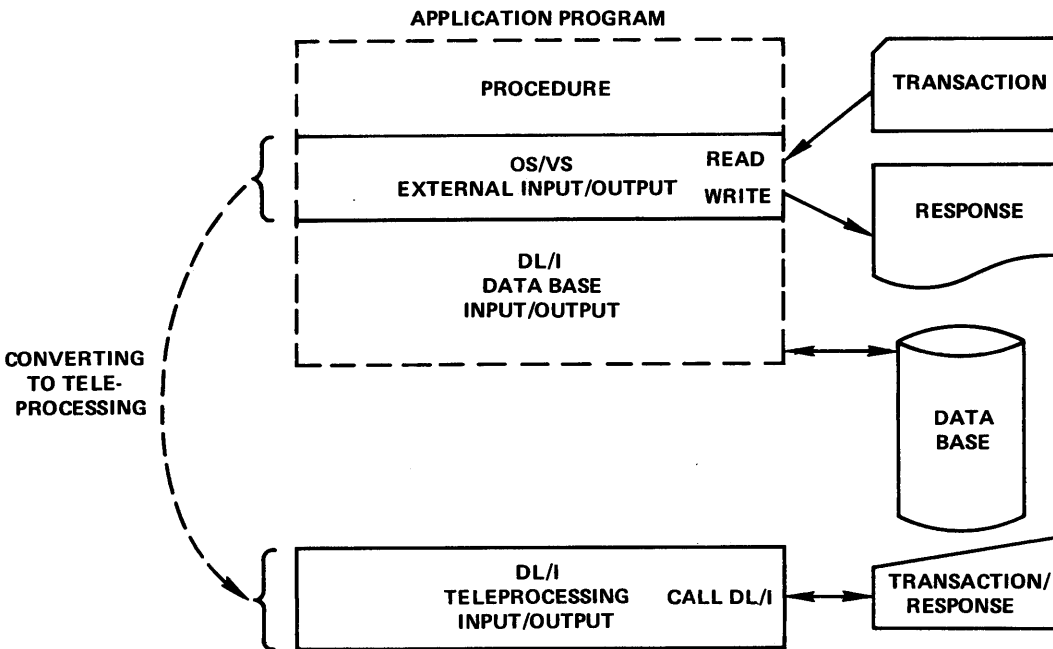 APPLICATION PROGRAM
PROCEDURE
TRANSACTION
OS/VS
EXTERNAL INPUT/OUTPUT
READ
WRITE
RESPONSE
DL/I
DATA BASE
INPUT/OUTPUT
CONVERTING
TO TELE-
PROCESSING
DATA
BASE
DL/I
TELEPROCESSING
INPUT/OUTPUT
CALL DL/I
TRANSACTION/
RESPONSE